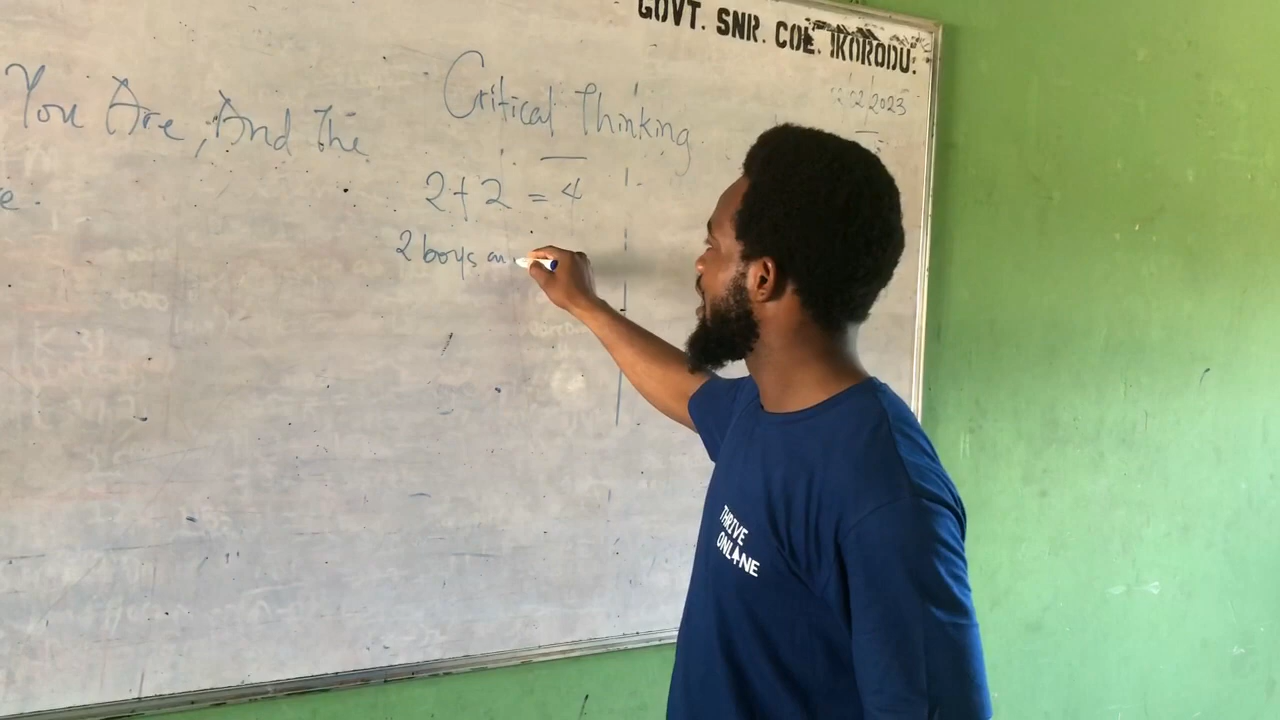 GOVT. SNR. COL. IKORODU.
You Are, And The
e.
Critical Thinking
2+2 = 4
2 boys an
THRIVE
ONLINE